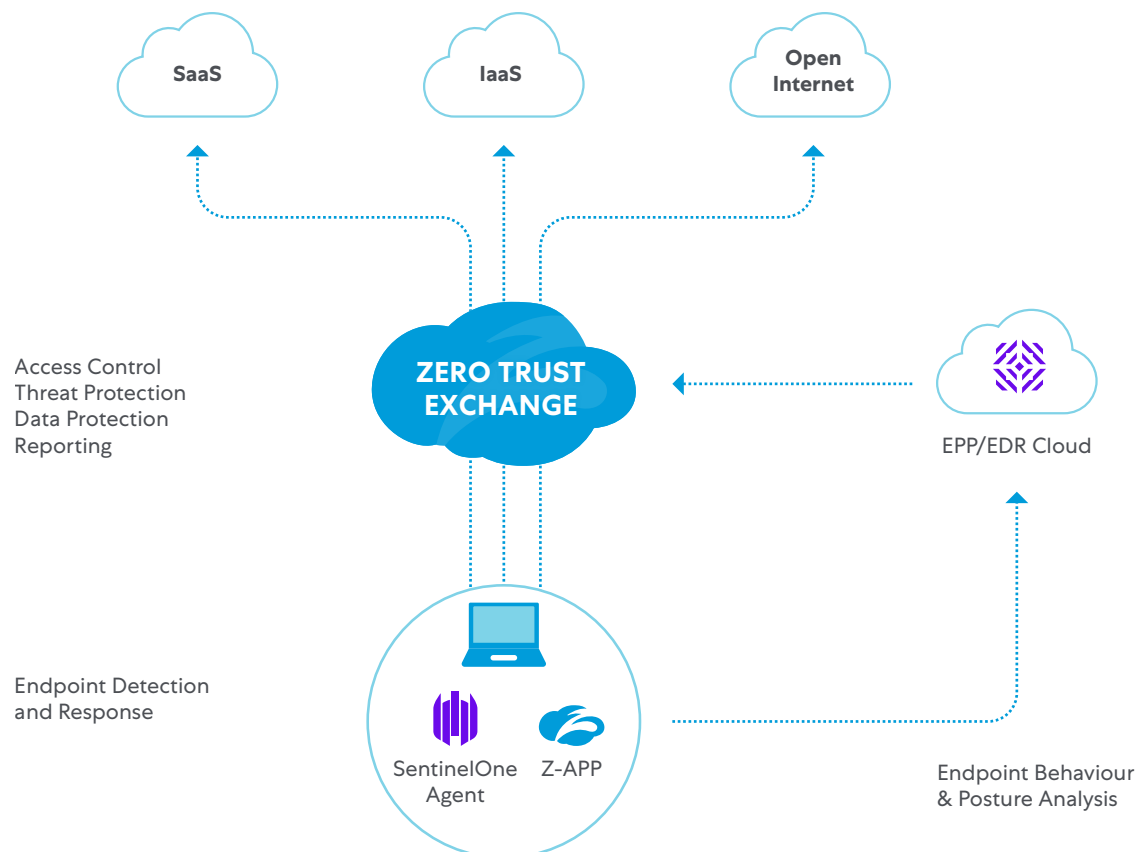 SaaS
IaaS
Open
Internet
Access Control
Threat Protection
Data Protection
Reporting
ZERO TRUST
EXCHANGE
EPP/EDR Cloud
Endpoint Detection
and Response
SentinelOne
Agent
Z-APP
Endpoint Behaviour
& Posture Analysis